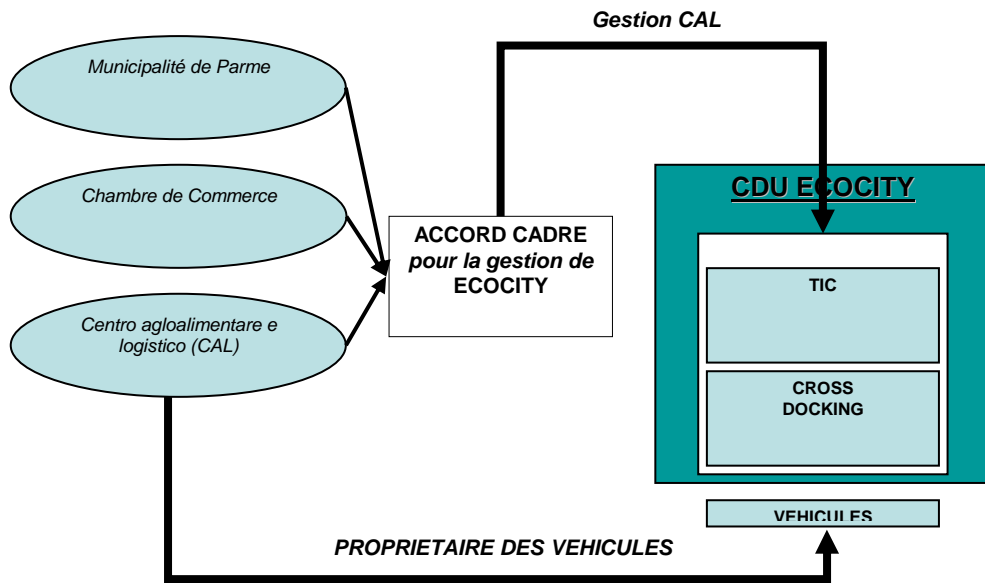 Gestion CAL
Municipalité de Parme
Chambre de Commerce
Centro agloalimentare e
logistico (CAL)
ACCORD CADRE
pour la gestion de
ECOCITY
CDU ECOCITY
TIC
CROSS
DOCKING
VEHICULES
PROPRIETAIRE DES VEHICULES